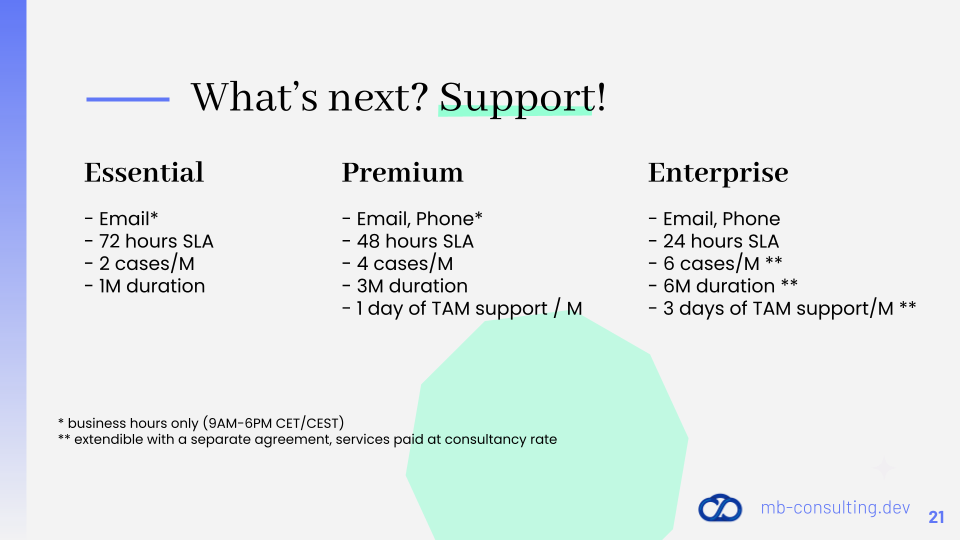 What's next? Support!
Essential
- Email*
- 72 hours SLA
- 2 cases/M
- 1M duration
Premium
- Email, Phone*
- 48 hours SLA
- 4 cases/M
- 3M duration
- 1 day of TAM support / M
Enterprise
- Email, Phone
- 24 hours SLA
- 6 cases/M **
- 6M duration **
- 3 days of TAM support/M **
* business hours only (9AM-6PM CET/CEST)
** extendible with a separate agreement, services paid at consultancy rate
mb-consulting.dev
21